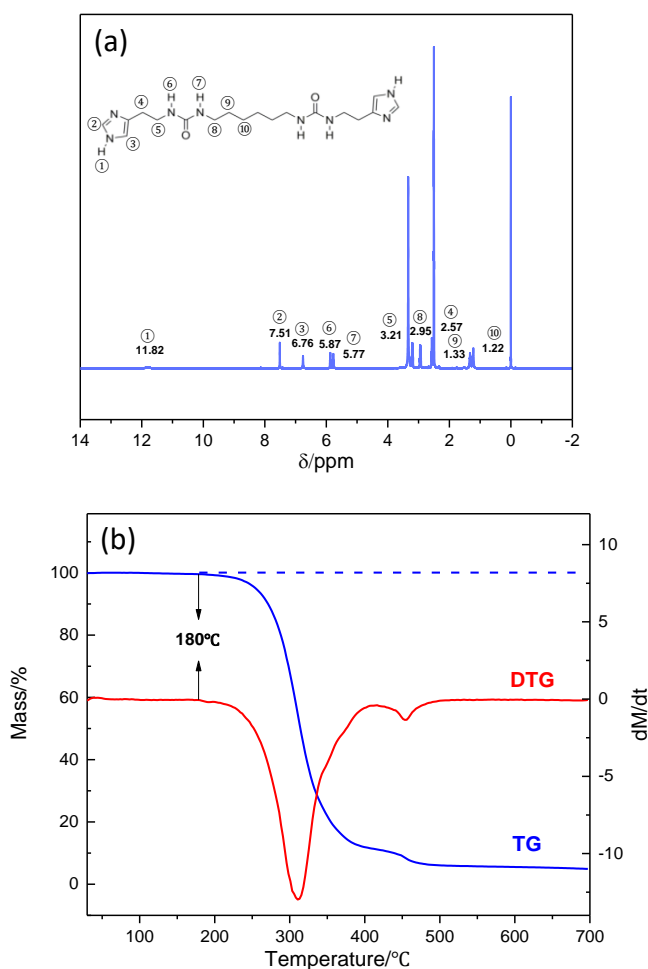 (a)
H
⑥
⑦
④
H
H
⑨
N
②
N
N
O
N
N
O
N
N
⑤
⑧
⑩
N
③
H
H
H
①
② ③ ⑥ ⑦ ⑤ ⑧ ④ ⑨ ⑩ ①
7.51 6.76 5.87 5.77 3.21 2.95 2.57 1.33 1.22
11.82
14 12 10 8 6 4 2 0 -2
δ/ppm
(b)
100
80
60
40
20
0
Mass/%
180℃
DTG
TG
10
5
0
-5
-10
dM/dt
100 200 300 400 500 600 700
Temperature/℃